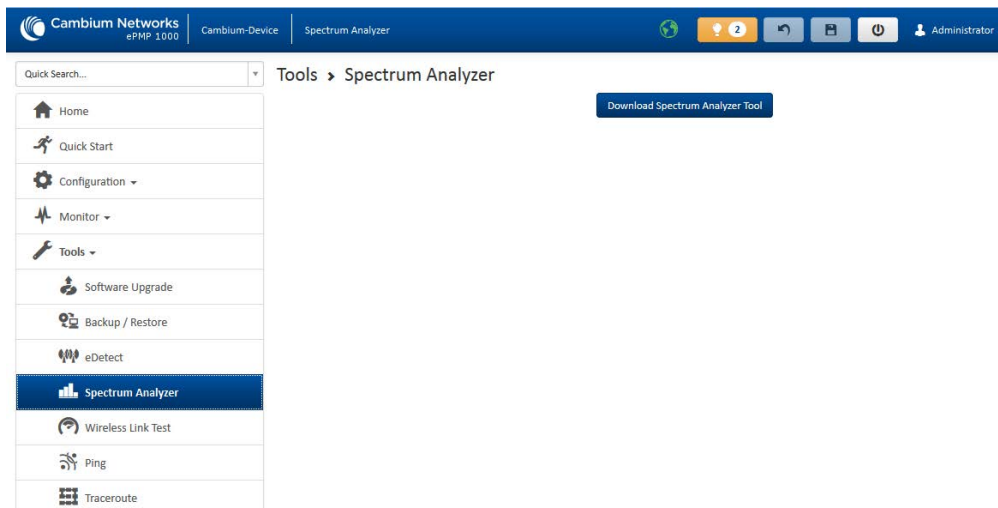 Cambium Networks
ePMP 1000
Cambium-Device
Spectrum Analyzer
2
Administrator
Quick Search...
Tools > Spectrum Analyzer
Download Spectrum Analyzer Tool
Home
Quick Start
Configuration
Monitor
Tools
Software Upgrade
Backup / Restore
eDetect
Spectrum Analyzer
Wireless Link Test
Ping
Traceroute